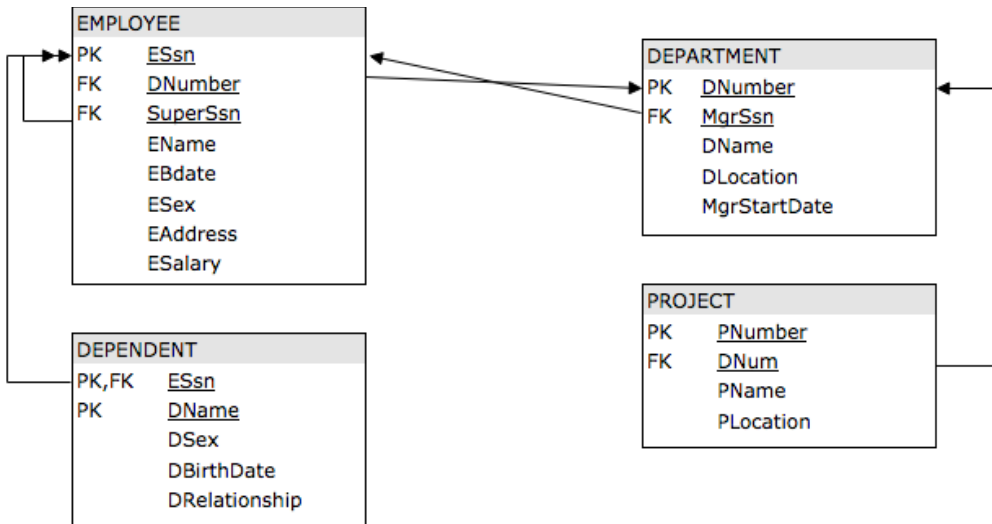 EMPLOYEE
PK ESsn
FK DNumber
FK SuperSsn
EName
EBdate
ESex
EAddress
ESalary
DEPARTMENT
PK DNumber
FK MgrSsn
DName
DLocation
MgrStartDate
DEPENDENT
PK,FK ESsn
PK DName
DSex
DBirthDate
DRelationship
PROJECT
PK PNumber
FK DNum
PName
PLocation